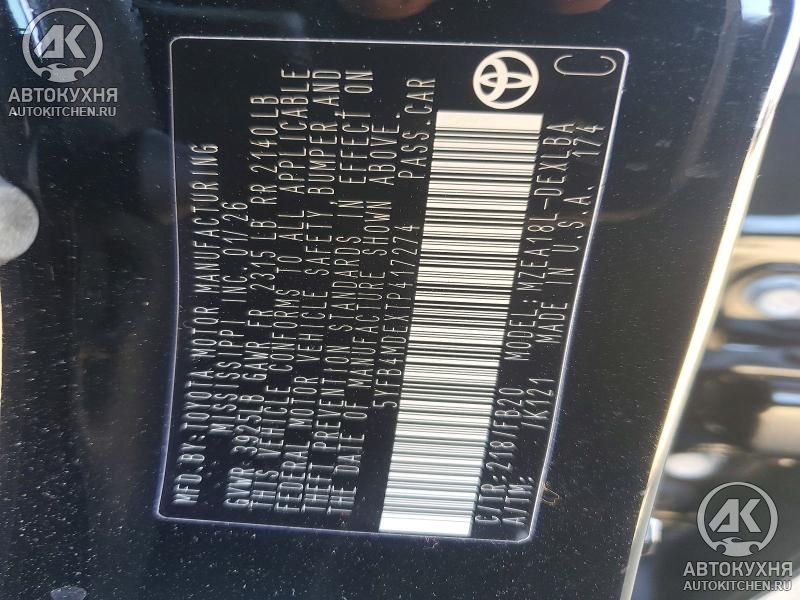 MFD.BY:TOYOTA MOTOR MANUFACTURING
MISSISSIPPI, INC. 01/26
GVWR 3925LB GAWR FR 2315 LB RR 2140LB
THIS VEHICLE CONFORMS TO ALL APPLICABLE
FEDERAL MOTOR VEHICLE SAFETY, BUMPER, AND
THEFT PREVENTION STANDARDS IN EFFECT ON
THE DATE OF MANUFACTURE SHOWN ABOVE.
5YFB4MDEXTP417274 PASS.CAR
C/TR:218/FB20 MODEL:MZEA18L-DEXLBA
A/TM: /K121 MADE IN U.S.A. 174
C
АК
АВТОКУХНЯ
AUTOKITCHEN.RU
АК
АВТОКУХНЯ
AUTOKITCHEN.RU